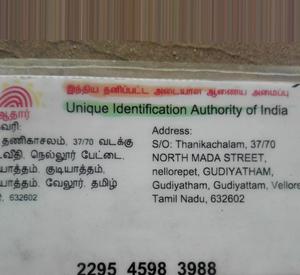 இந்திய தனிப்பட்ட அடையாள ஆணைய அமைப்பு
ஆதார்
Unique Identification Authority of India
வரி:
தணிகாசலம், 37/70 வடக்கு
வீதி, நெல்லூர் பேட்டை,
யாத்தம், குடியாத்தம்,
யாத்தம், வேலூர், தமிழ்
, 632602
Address:
S/O: Thanikachalam, 37/70
NORTH MADA STREET,
nellorepet, GUDIYATHAM,
Gudiyatham, Gudiyattam, Vellore
Tamil Nadu, 632602
2295 4598 3988